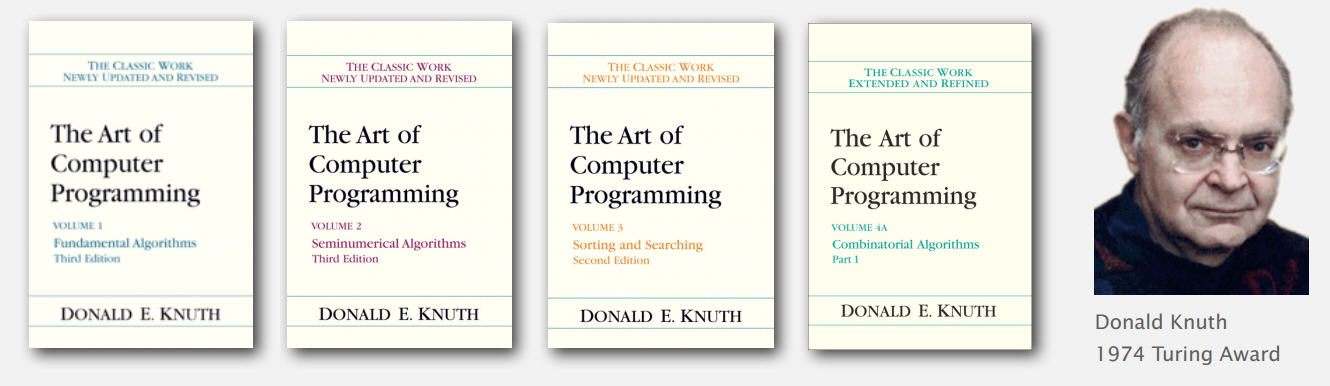 THE CLASSIC WORK
NEWLY UPDATED AND REVISED
The Art of
Computer
Programming
VOLUME 1
Fundamental Algorithms
Third Edition
DONALD E. KNUTH
THE CLASSIC WORK
NEWLY UPDATED AND REVISED
The Art of
Computer
Programming
VOLUME 2
Seminumerical Algorithms
Third Edition
DONALD E. KNUTH
THE CLASSIC WORK
NEWLY UPDATED AND REVISED
The Art of
Computer
Programming
VOLUME 3
Sorting and Searching
Second Edition
DONALD E. KNUTH
THE CLASSIC WORK
EXTENDED AND REFINED
The Art of
Computer
Programming
VOLUME 4A
Combinatorial Algorithms
Part 1
DONALD E. KNUTH
Donald Knuth
1974 Turing Award